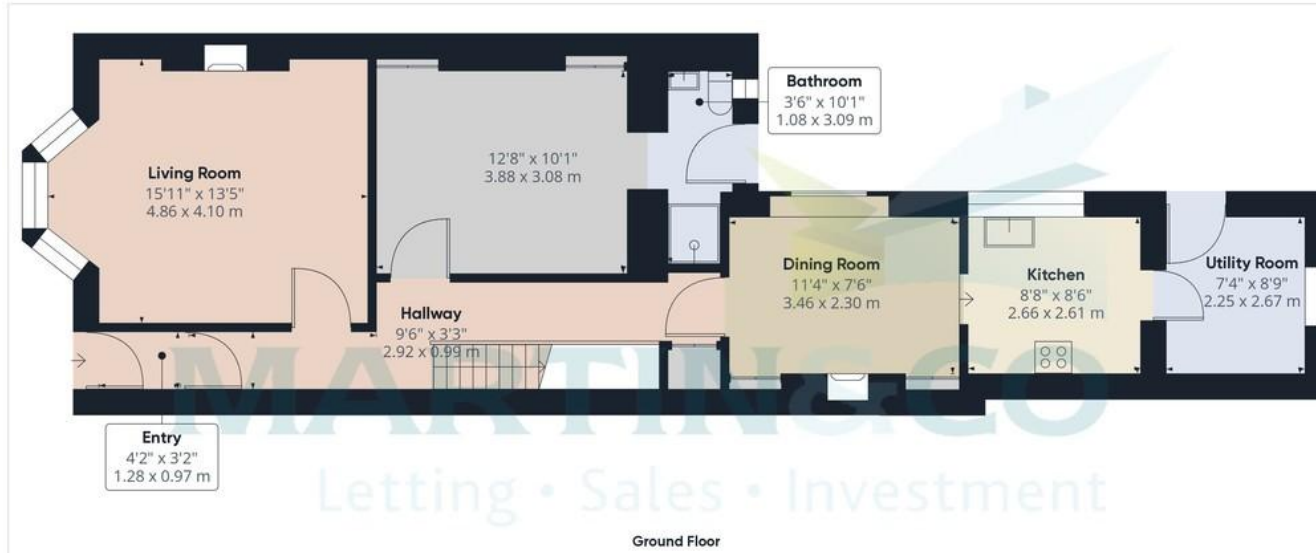 Bathroom
3'6" x 10'1"
1.08 x 3.09 m
12'8" x 10'1"
3.88 x 3.08 m
Living Room
15'11" x 13'5"
4.86 x 4.10 m
Dining Room
11'4" x 7'6"
3.46 x 2.30 m
Kitchen
8'8" x 8'6"
2.66 x 2.61 m
Utility Room
7'4" x 8'9"
2.25 x 2.67 m
Hallway
9'6" x 3'3"
2.92 x 0.99 m
MARTIN&CO
Entry
4'2" x 3'2"
1.28 x 0.97 m
Letting • Sales • Investment
Ground Floor